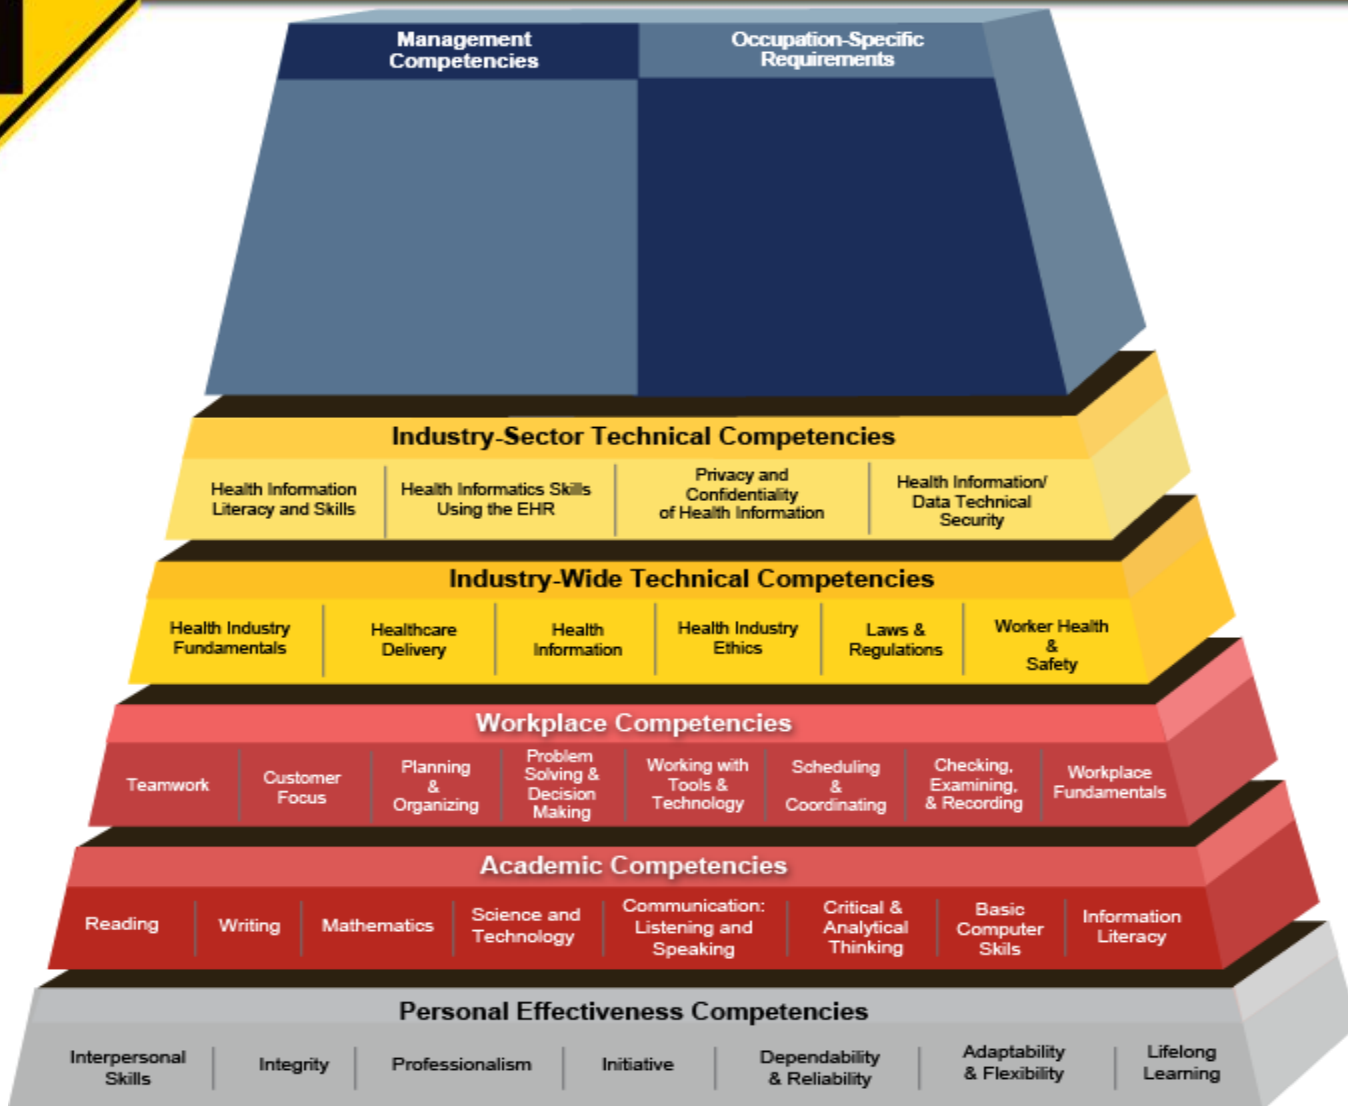 Management
Competencies
Occupation-Specific
Requirements
Industry-Sector Technical Competencies
Health Information
Literacy and Skills
Health Informatics Skills
Using the EHR
Privacy and
Confidentiality
of Health Information
Health Information/
Data Technical
Security
Industry-Wide Technical Competencies
Health Industry
Fundamentals
Healthcare
Delivery
Health
Information
Health Industry
Ethics
Laws &
Regulations
Worker Health
&
Safety
Workplace Competencies
Teamwork
Customer
Focus
Planning
&
Organizing
Problem
Solving &
Decision
Making
Working with
Tools &
Technology
Scheduling
&
Coordinating
Checking,
Examining,
& Recording
Workplace
Fundamentals
Academic Competencies
Reading
Writing
Mathematics
Science and
Technology
Communication:
Listening and
Speaking
Critical &
Analytical
Thinking
Basic
Computer
Skils
Information
Literacy
Personal Effectiveness Competencies
Interpersonal
Skills
Integrity
Professionalism
Initiative
Dependability
& Reliability
Adaptability
& Flexibility
Lifelong
Learning